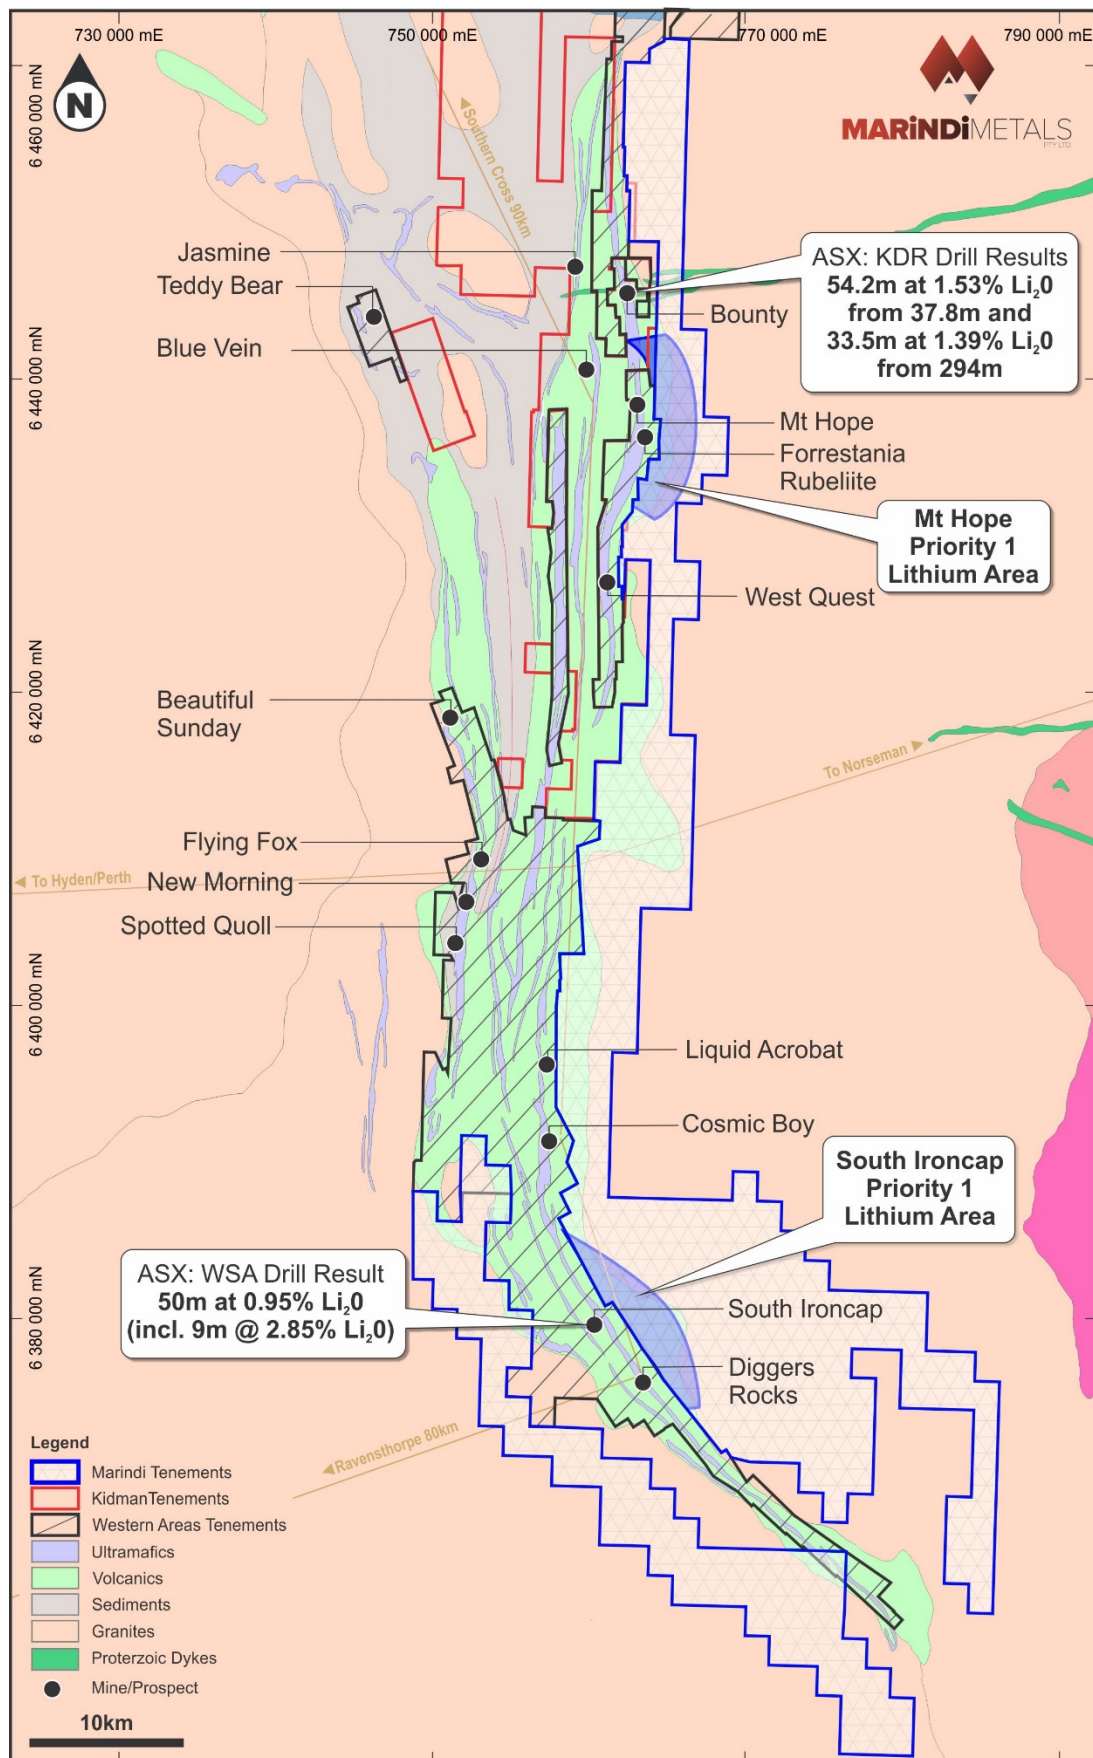 730 000 mE
750 000 mE
770 000 mE
790 000 mE
N
MARiNDiMETALS
PTY LTD
6 460 000 mN
Southern Cross 90km
Jasmine
Teddy Bear
Blue Vein
ASX: KDR Drill Results
54.2m at 1.53% Li₂0
from 37.8m and
33.5m at 1.39% Li₂0
from 294m
Bounty
6 440 000 mN
Mt Hope
Forrestania
Rubeliite
Mt Hope
Priority 1
Lithium Area
West Quest
Beautiful
Sunday
6 420 000 mN
To Norseman
Flying Fox
To Hyden/Perth
New Morning
Spotted Quoll
6 400 000 mN
Liquid Acrobat
Cosmic Boy
South Ironcap
Priority 1
Lithium Area
ASX: WSA Drill Result
50m at 0.95% Li₂0
(incl. 9m @ 2.85% Li₂0)
6 380 000 mN
South Ironcap
Diggers
Rocks
Ravensthorpe 80km
Legend
Marindi Tenements
KidmanTenements
Western Areas Tenements
Ultramafics
Volcanics
Sediments
Granites
Proterzoic Dykes
Mine/Prospect
10km